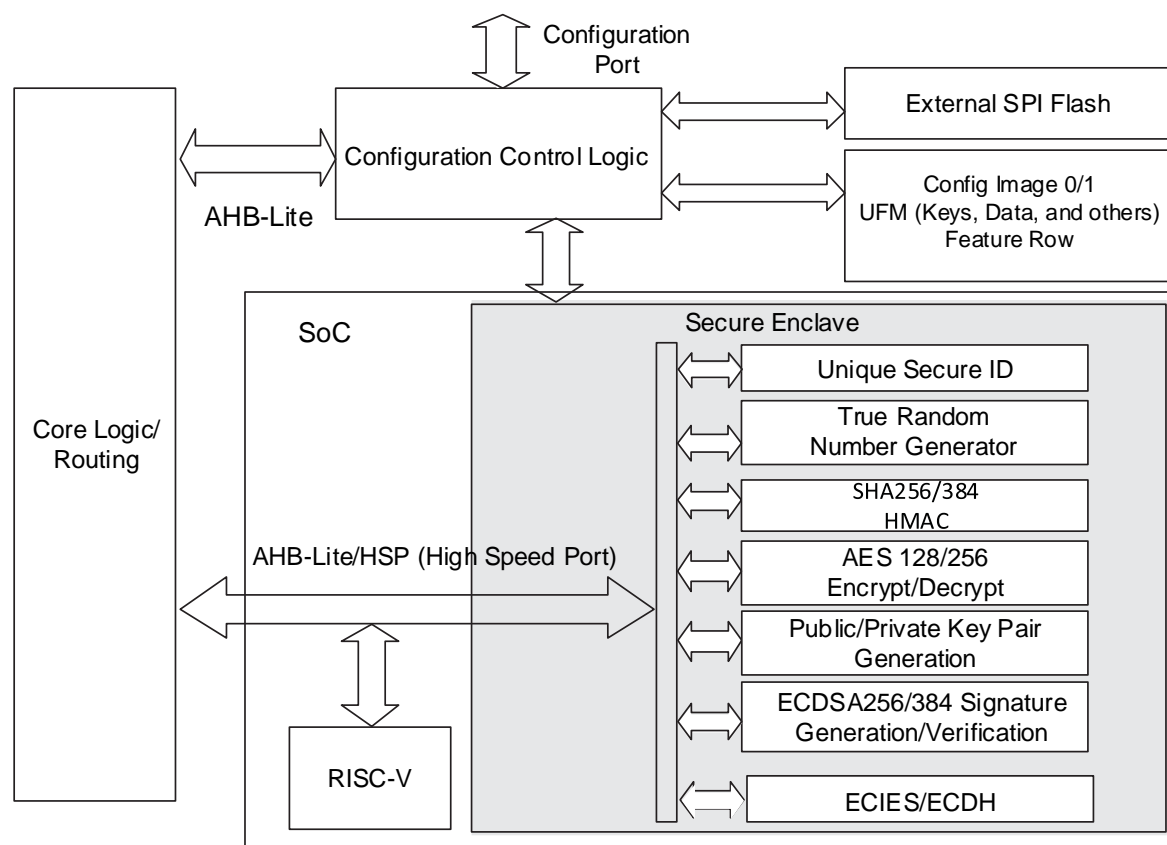 Configuration
Port
External SPI Flash
Configuration Control Logic
Config Image 0/1
UFM (Keys, Data, and others)
Feature Row
AHB-Lite
SoC
Secure Enclave
Unique Secure ID
True Random
Number Generator
Core Logic/
Routing
SHA256/384
HMAC
AHB-Lite/HSP (High Speed Port)
AES 128/256
Encrypt/Decrypt
Public/Private Key Pair
Generation
ECDSA256/384 Signature
Generation/Verification
RISC-V
ECIES/ECDH